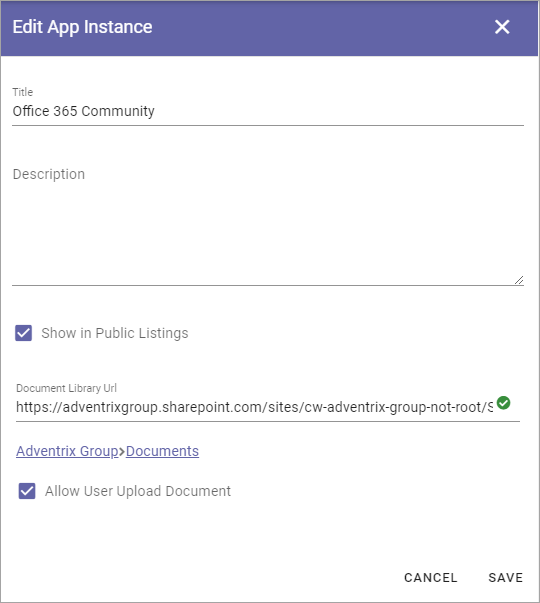 Edit App Instance
Title
Office 365 Community
Description
Show in Public Listings
Document Library Url
https://adventrixgroup.sharepoint.com/sites/cw-adventrix-group-not-root/S
Adventrix Group>Documents
Allow User Upload Document
CANCEL SAVE